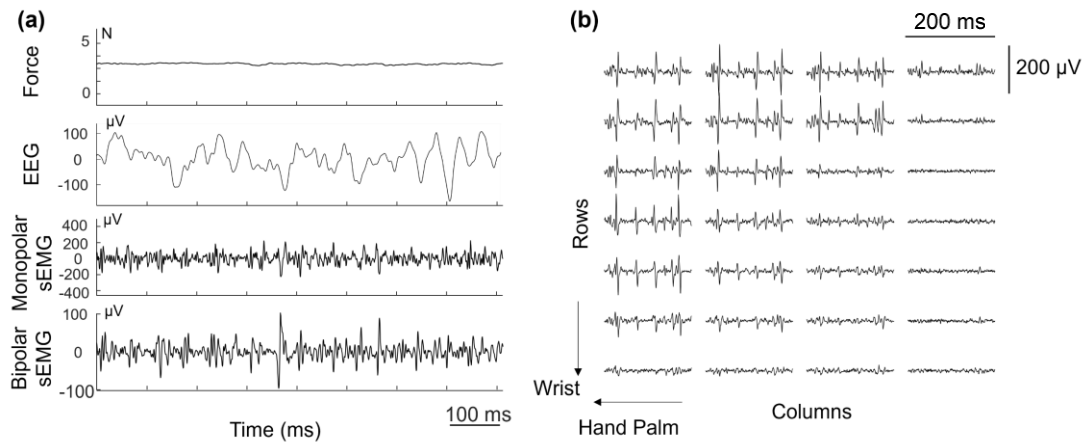 (a)
N
5
0
Force
µV
100
0
-100
EEG
µV
400
200
0
-200
-400
Monopolar
sEMG
µV
100
0
-100
Bipolar
sEMG
Time (ms)
100 ms
(b)
200 ms
200 µV
Rows
Wrist
Hand Palm
Columns